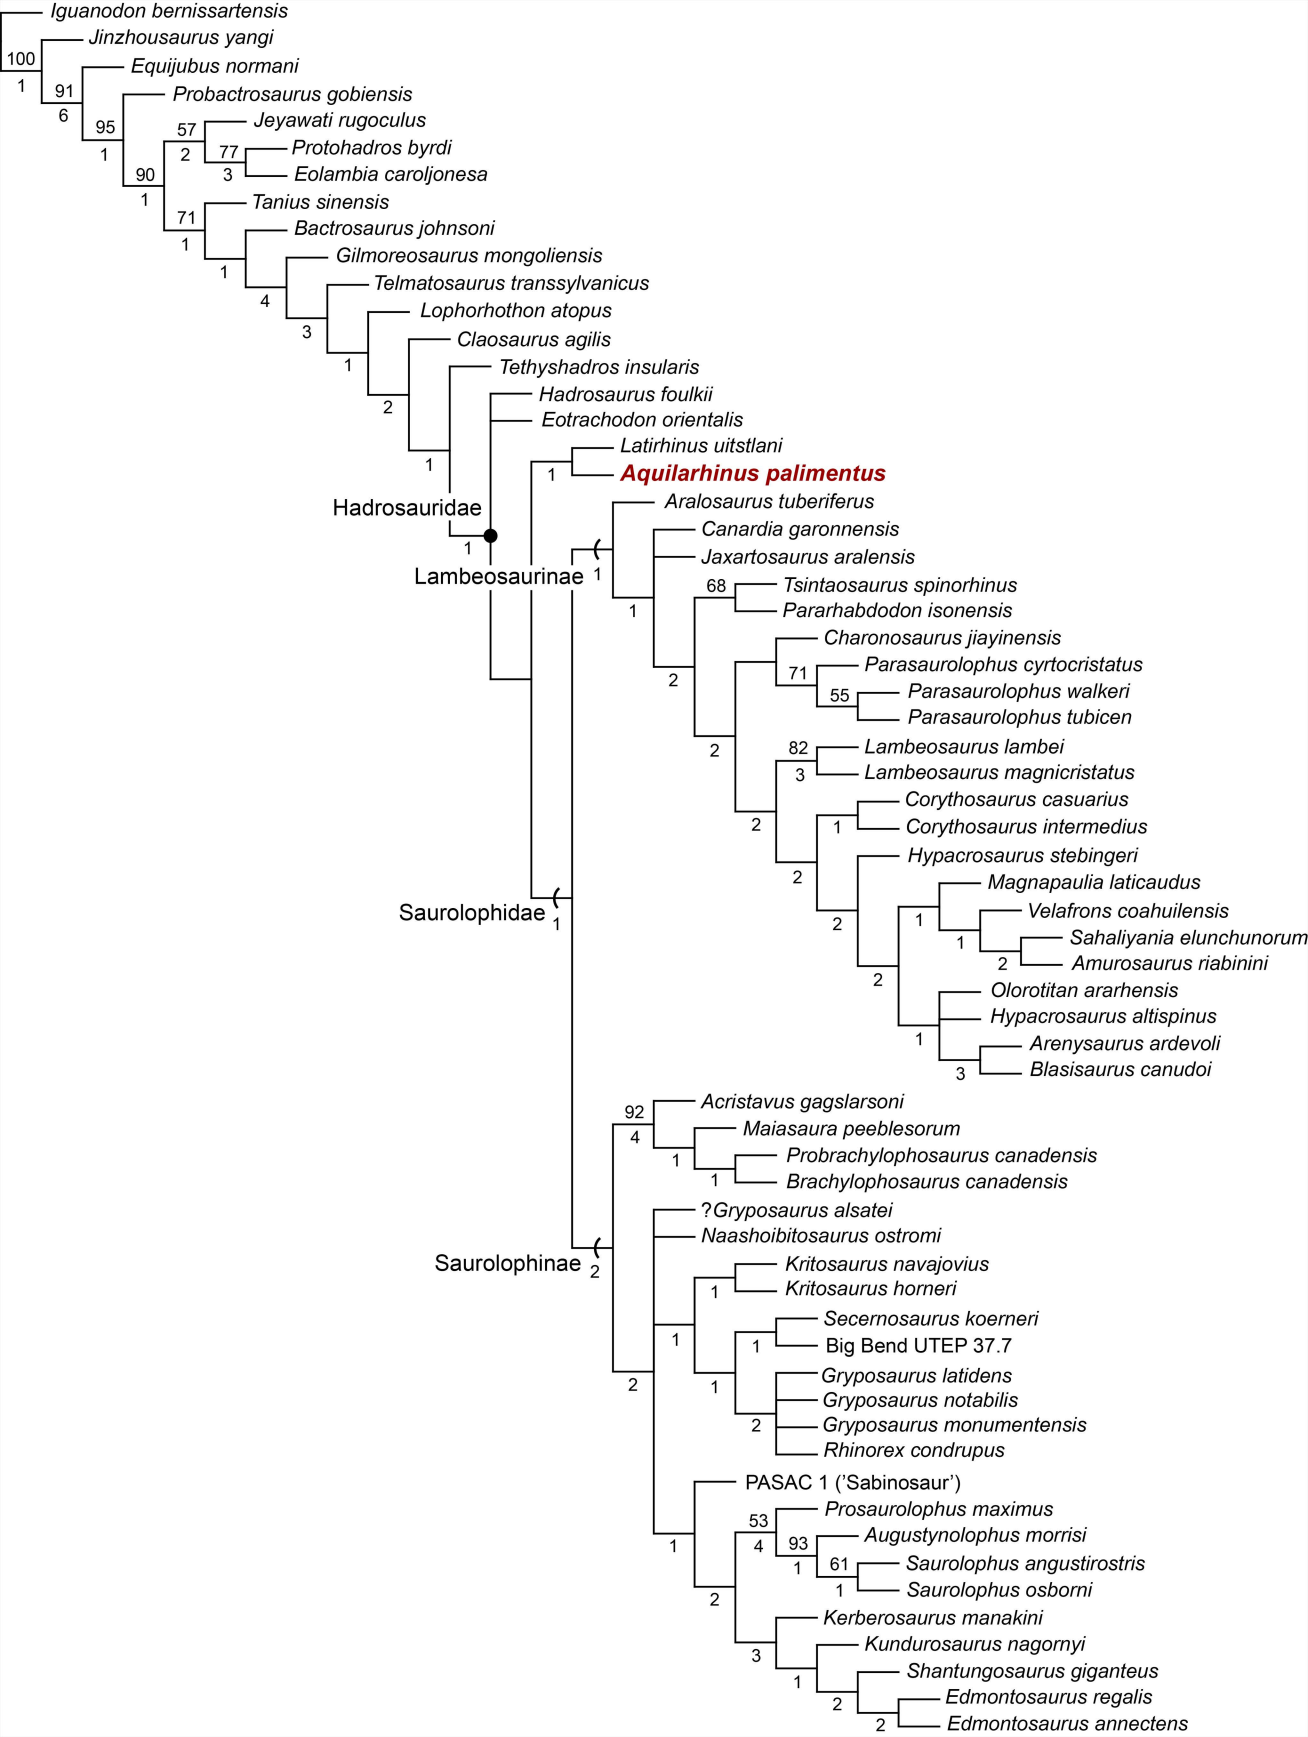 Iguanodon bernissartensis
Jinzhousaurus yangi
100
Equijubus normani
1
91
Probactrosaurus gobiensis
6
95
Jeyawati rugoculus
57
Protohadros byrdi
1
2
77
Eolambia caroljonesa
90
3
1
Tanius sinensis
71
Bactrosaurus johnsoni
1
Gilmoreosaurus mongoliensis
1
Telmatosaurus transsylvanicus
4
Lophorhothon atopus
3
Claosaurus agilis
1
Tethyshadros insularis
Hadrosaurus foulkii
2
Eotrachodon orientalis
Latirhinus uitstlani
1
1
Aquilarhinus palimentus
Aralosaurus tuberiferus
Hadrosauridae
Canardia garonnensis
1
Jaxartosaurus aralensis
Lambeosaurinae
1
68
Tsintaosaurus spinorhinus
1
Pararhabdodon isonensis
Charonosaurus jiayinensis
Parasaurolophus cyrtocristatus
2
71
Parasaurolophus walkeri
55
Parasaurolophus tubicen
2
82
Lambeosaurus lambei
3
Lambeosaurus magnicristatus
Corythosaurus casuarius
2
1
Corythosaurus intermedius
Hypacrosaurus stebingeri
2
Magnapaulia laticaudus
Saurolophidae
1
2
1
Velafrons coahuilensis
1
Sahaliyania elunchunorum
2
Amurosaurus riabinini
2
Olorotitan ararhensis
Hypacrosaurus altispinus
1
Arenysaurus ardevoli
3
Blasisaurus canudoi
Acristavus gagslarsoni
92
Maiasaura peeblesorum
4
Probrachylophosaurus canadensis
1
1
Brachylophosaurus canadensis
?Gryposaurus alsatei
Naashoibitosaurus ostromi
Saurolophinae
2
Kritosaurus navajovius
1
Kritosaurus horneri
Secernosaurus koerneri
1
1
Big Bend UTEP 37.7
Gryposaurus latidens
2
1
Gryposaurus notabilis
2
Gryposaurus monumentensis
Rhinorex condrupus
PASAC 1 (’Sabinosaur’)
Prosaurolophus maximus
53
Augustynolophus morrisi
1
4
93
Saurolophus angustirostris
1
61
1
Saurolophus osborni
2
Kerberosaurus manakini
Kundurosaurus nagornyi
3
Shantungosaurus giganteus
1
Edmontosaurus regalis
2
2
Edmontosaurus annectens